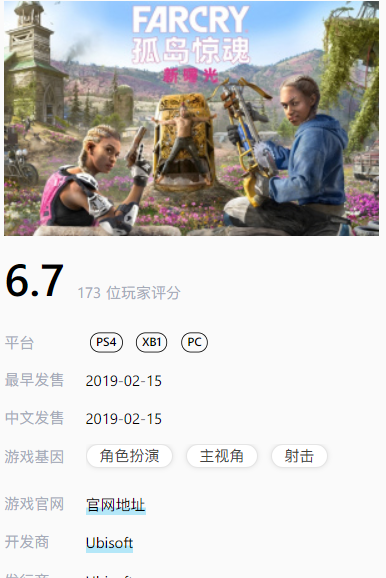 FARCRY
孤岛惊魂
新曙光
6.7 173 位玩家评分
平台 PS4 XB1 PC
最早发售 2019-02-15
中文发售 2019-02-15
游戏基因 角色扮演 主视角 射击
游戏官网 官网地址
开发商 Ubisoft